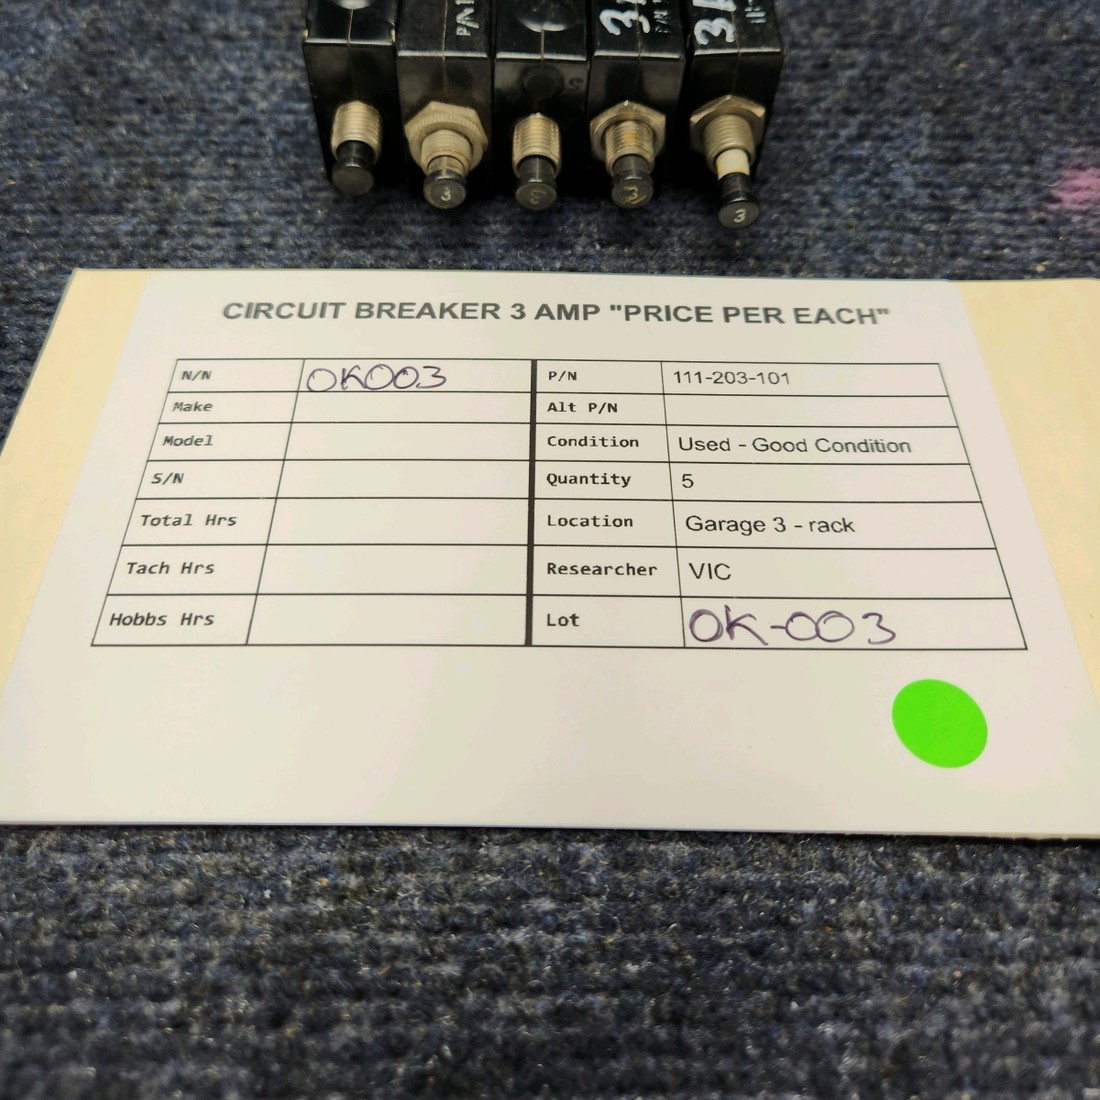 3
3
3
3
CIRCUIT BREAKER 3 AMP "PRICE PER EACH"
N/N OK003 P/N 111-203-101
Make Alt P/N
Model Condition Used - Good Condition
S/N Quantity 5
Total Hrs Location Garage 3 - rack
Tach Hrs Researcher VIC
Hobbs Hrs Lot OK-003